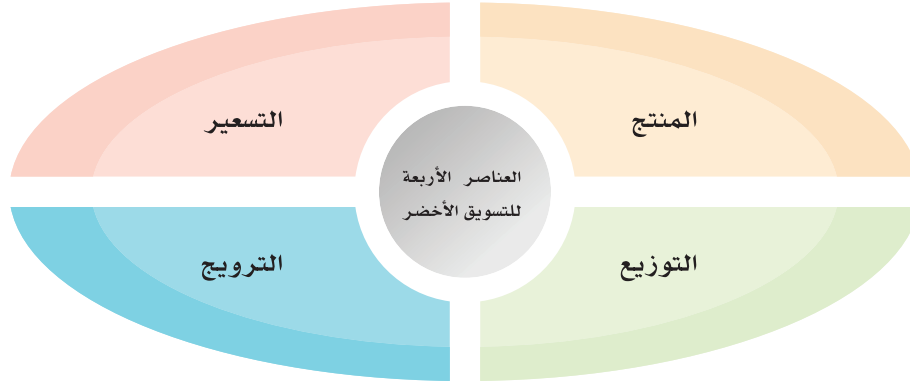 المنتج
التسعير
العناصر الأربعة
للتسويق الأخضر
التوزيع
الترويج